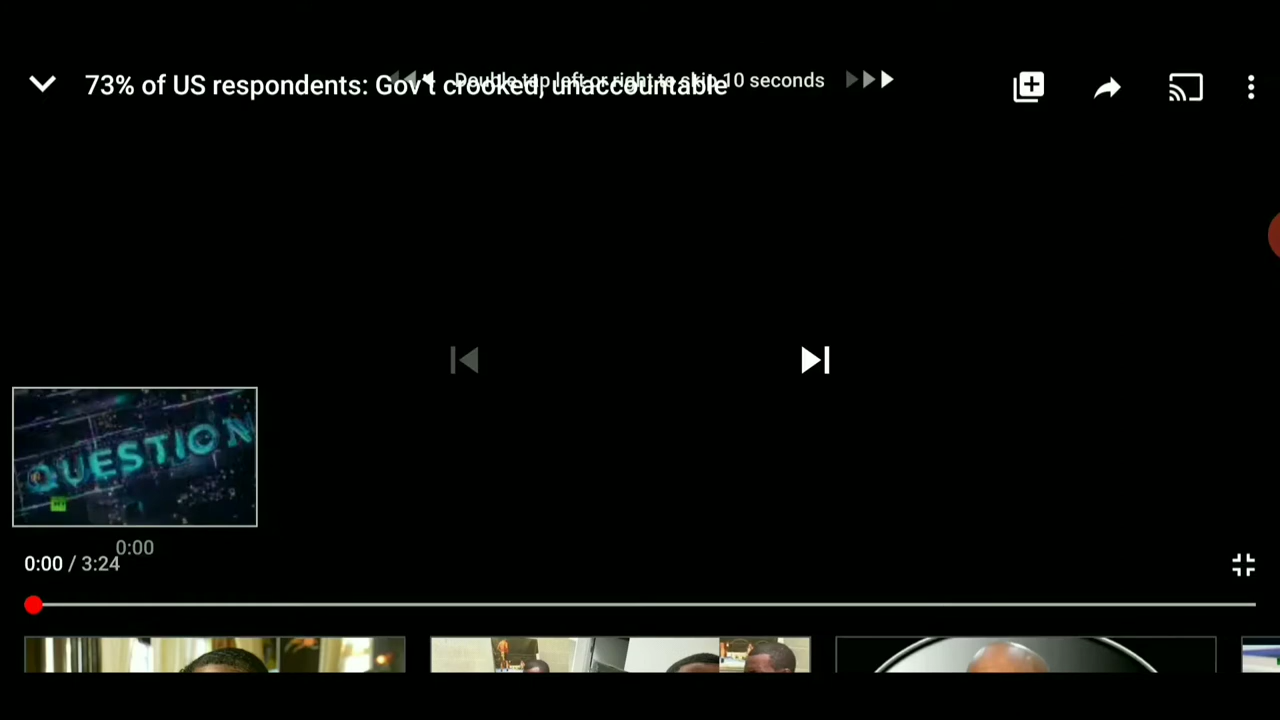 73% of US respondents: Gov't crooked, unaccountable
Double tap left or right to skip 10 seconds
QUESTION
0:00
0:00 / 3:24